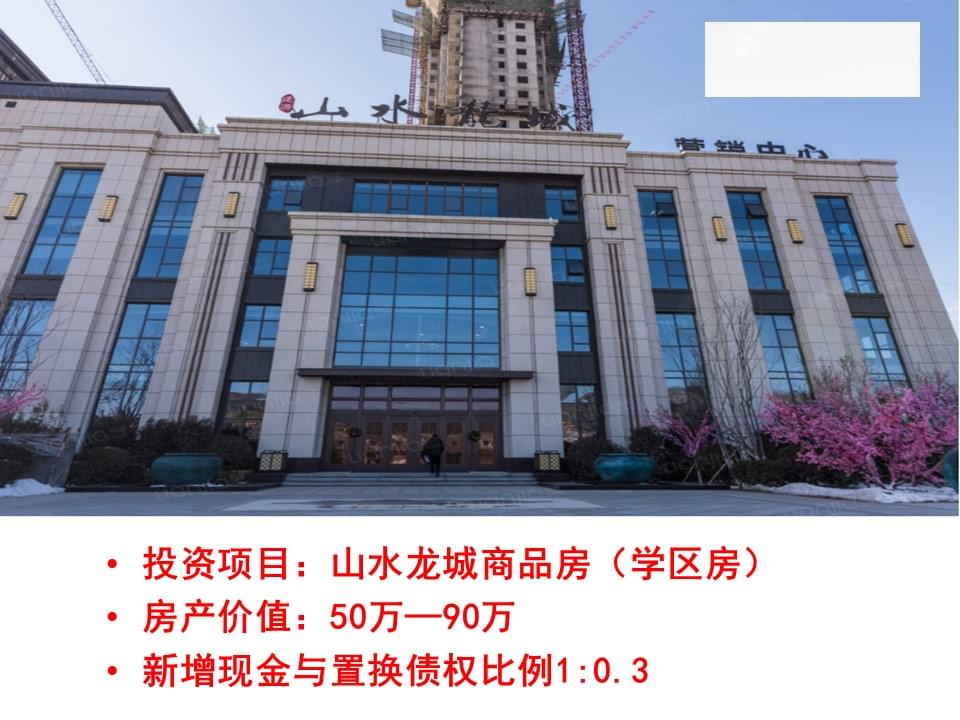 山水龙城
营销中心
• 投资项目：山水龙城商品房（学区房）
• 房产价值：50万—90万
• 新增现金与置换债权比例1:0.3